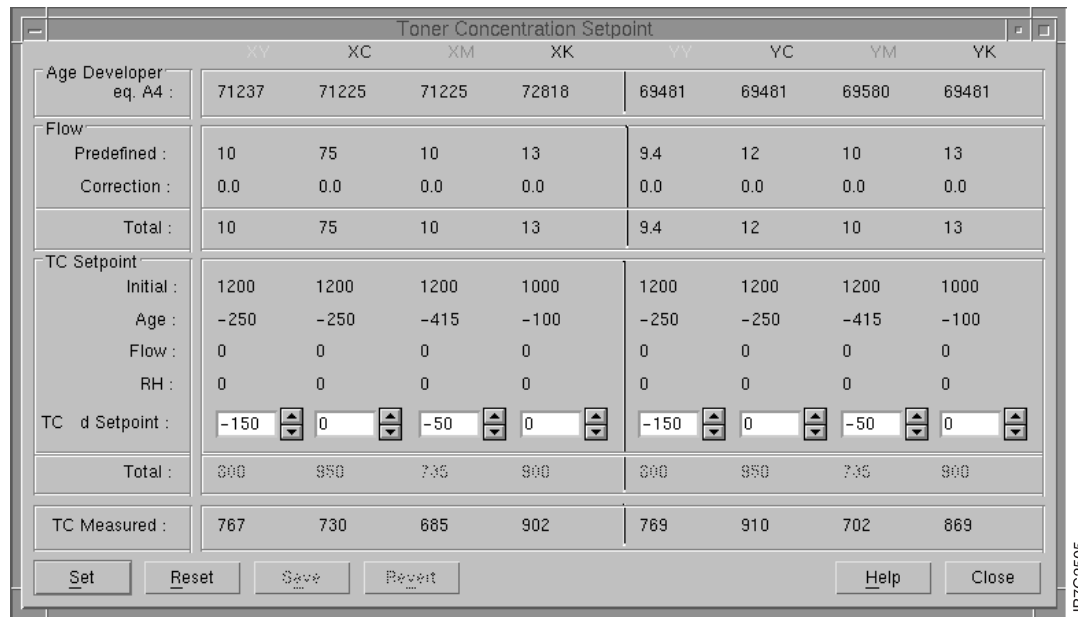 Toner Concentration Setpoint
XY XC XM XK YY YC YM YK
Age Developer
eq. A4 : 71237 71225 71225 72818 69481 69481 69580 69481
Flow
Predefined : 10 75 10 13 9.4 12 10 13
Correction : 0.0 0.0 0.0 0.0 0.0 0.0 0.0 0.0
Total : 10 75 10 13 9.4 12 10 13
TC Setpoint
Initial : 1200 1200 1200 1000 1200 1200 1200 1000
Age : -250 -250 -415 -100 -250 -250 -415 -100
Flow : 0 0 0 0 0 0 0 0
RH : 0 0 0 0 0 0 0 0
TC d Setpoint : -150 0 -50 0 -150 0 -50 0
Total : 800 950 735 900 800 950 735 900
TC Measured : 767 730 685 902 769 910 702 869
Set Reset Save Revert Help Close